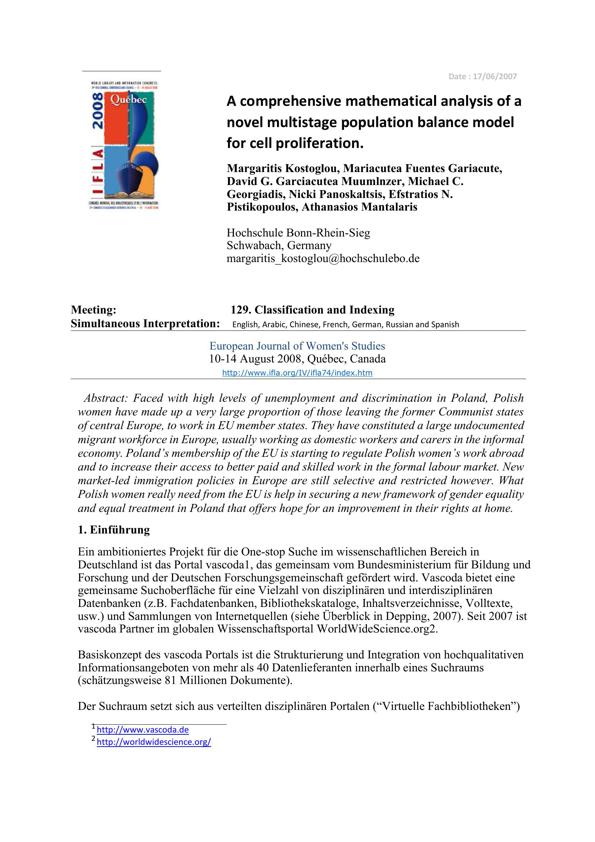 Date : 17/06/2007
WORLD LIBRARY AND INFORMATION CONGRESS:
2008
Québec
IFLA
A comprehensive mathematical analysis of a
novel multistage population balance model
for cell proliferation.
Margaritis Kostoglou, Mariacutea Fuentes Gariacute,
David G. Garciacutea Muumlnzer, Michael C.
Georgiadis, Nicki Panoskaltsis, Efstratios N.
Pistikopoulos, Athanasios Mantalaris
Hochschule Bonn-Rhein-Sieg
Schwabach, Germany
margaritis_kostoglou@hochschulebo.de
Meeting: 129. Classification and Indexing
Simultaneous Interpretation: English, Arabic, Chinese, French, German, Russian and Spanish
European Journal of Women's Studies
10-14 August 2008, Québec, Canada
http://www.ifla.org/IV/ifla74/index.htm
Abstract: Faced with high levels of unemployment and discrimination in Poland, Polish
women have made up a very large proportion of those leaving the former Communist states
of central Europe, to work in EU member states. They have constituted a large undocumented
migrant workforce in Europe, usually working as domestic workers and carers in the informal
economy. Poland's membership of the EU is starting to regulate Polish women's work abroad
and to increase their access to better paid and skilled work in the formal labour market. New
market-led immigration policies in Europe are still selective and restricted however. What
Polish women really need from the EU is help in securing a new framework of gender equality
and equal treatment in Poland that offers hope for an improvement in their rights at home.
1. Einführung
Ein ambitioniertes Projekt für die One-stop Suche im wissenschaftlichen Bereich in
Deutschland ist das Portal vascoda1, das gemeinsam vom Bundesministerium für Bildung und
Forschung und der Deutschen Forschungsgemeinschaft gefördert wird. Vascoda bietet eine
gemeinsame Suchoberfläche für eine Vielzahl von disziplinären und interdisziplinären
Datenbanken (z.B. Fachdatenbanken, Bibliothekskataloge, Inhaltsverzeichnisse, Volltexte,
usw.) und Sammlungen von Internetquellen (siehe Überblick in Depping, 2007). Seit 2007 ist
vascoda Partner im globalen Wissenschaftsportal WorldWideScience.org2.
Basiskonzept des vascoda Portals ist die Strukturierung und Integration von hochqualitativen
Informationsangeboten von mehr als 40 Datenlieferanten innerhalb eines Suchraums
(schätzungsweise 81 Millionen Dokumente).
Der Suchraum setzt sich aus verteilten disziplinären Portalen (“Virtuelle Fachbibliotheken”)
1 http://www.vascoda.de
2 http://worldwidescience.org/